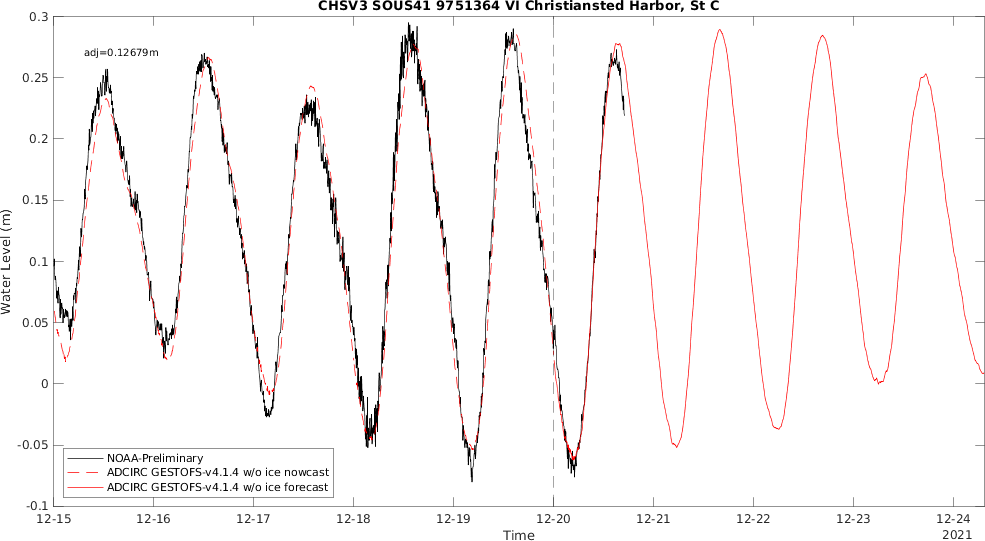 CHSV3 SOUS41 9751364 VI Christiansted Harbor, St C
adj=0.12679m
0.3
0.25
0.2
0.15
0.1
0.05
0
-0.05
-0.1
Water Level (m)
NOAA-Preliminary
ADCIRC GESTOFS-v4.1.4 w/o ice nowcast
ADCIRC GESTOFS-v4.1.4 w/o ice forecast
12-15 12-16 12-17 12-18 12-19 12-20 12-21 12-22 12-23 12-24
Time
2021